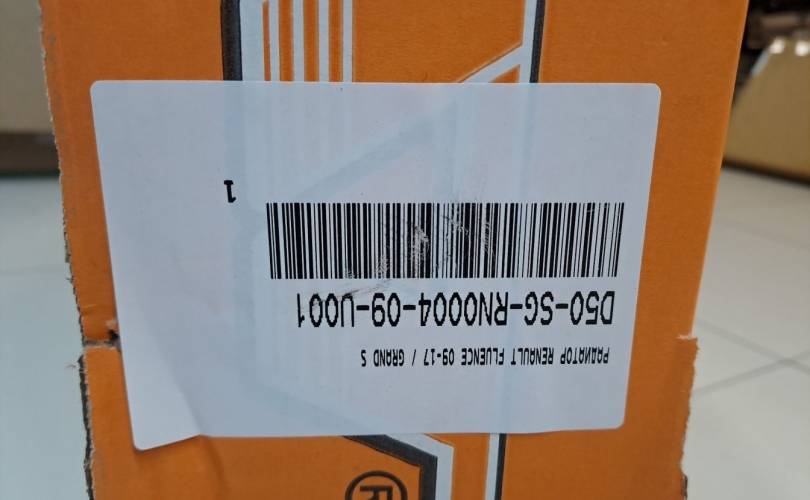 ®
РАДИАТОР RENAULT FLUENCE 09-17 / GRAND S
D50-SG-RN0004-09-U001
1